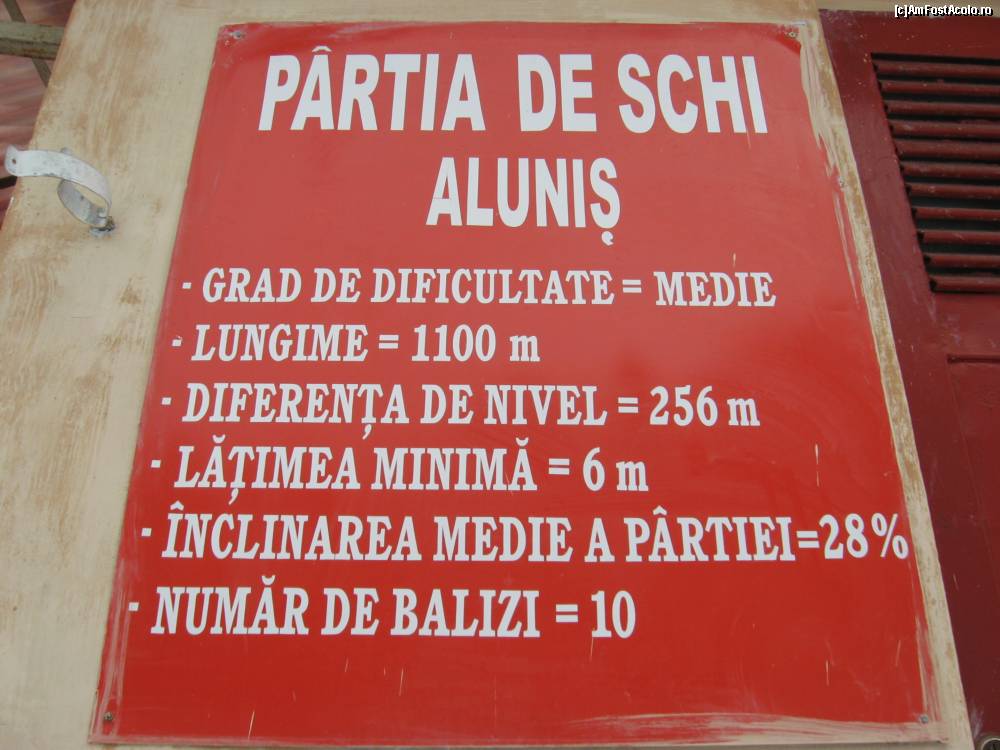 [c]AmFostAcolo.ro
PÂRTIA DE SCHI
ALUNIȘ
- GRAD DE DIFICULTATE = MEDIE
- LUNGIME = 1100 m
- DIFERENȚA DE NIVEL = 256 m
- LĂȚIMEA MINIMĂ = 6 m
- ÎNCLINAREA MEDIE A PÂRTIEI=28%
- NUMĂR DE BALIZI = 10